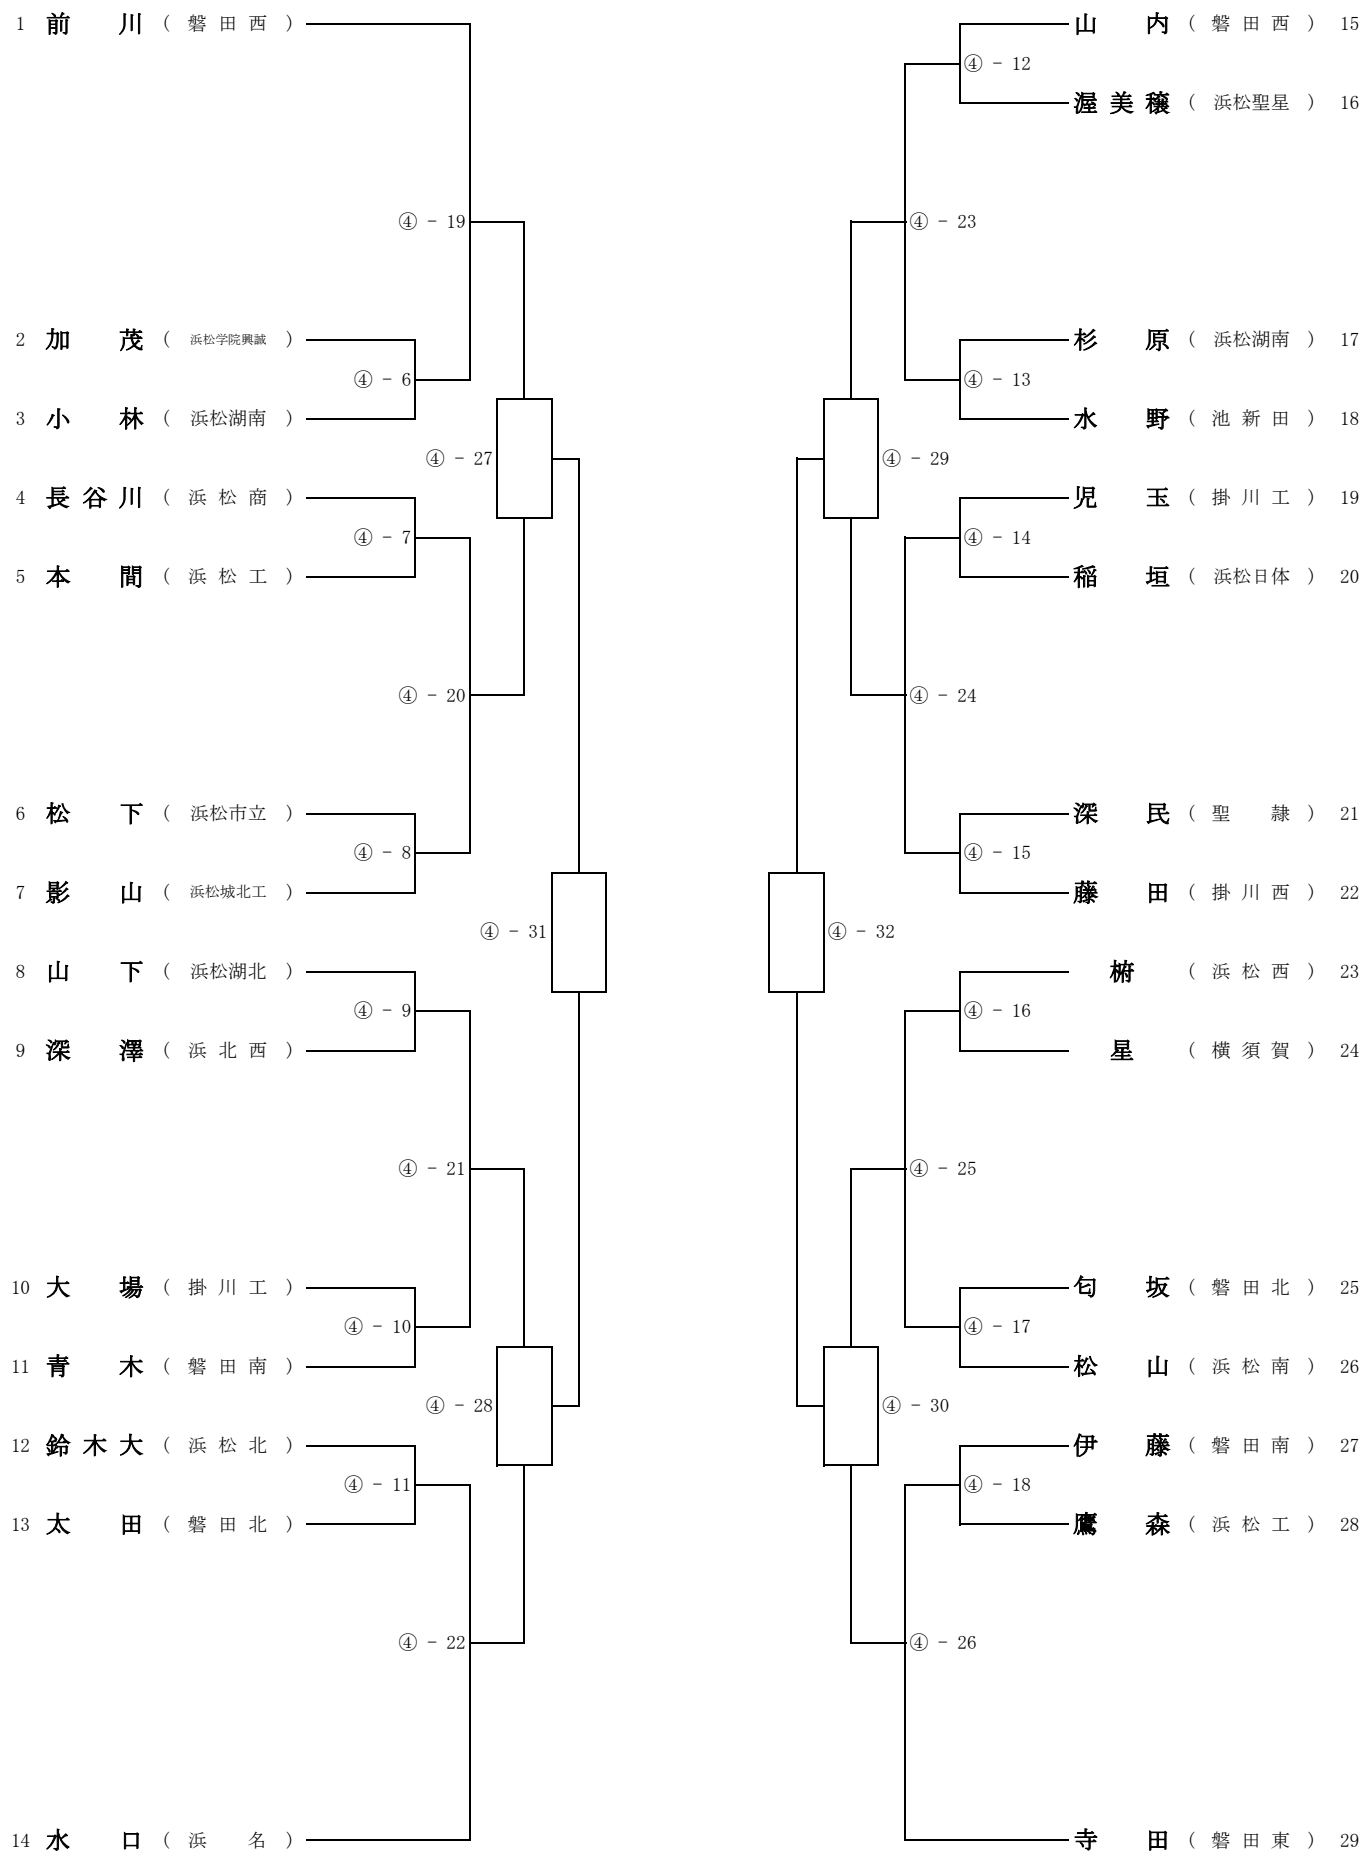 1 前川 ( 磐田西 )
④ - 19
2 加茂 ( 浜松学院興誠 )
④ - 6
3 小林 ( 浜松湖南 )
④ - 27
4 長谷川 ( 浜松商 )
④ - 7
5 本間 ( 浜松工 )
④ - 20
6 松下 ( 浜松市立 )
④ - 8
7 影山 ( 浜松城北工 )
④ - 31
8 山下 ( 浜松湖北 )
④ - 9
9 深澤 ( 浜北西 )
④ - 21
10 大場 ( 掛川工 )
④ - 10
11 青木 ( 磐田南 )
④ - 28
12 鈴木大 ( 浜松北 )
④ - 11
13 太田 ( 磐田北 )
④ - 22
14 水口 ( 浜名 )
山内 ( 磐田西 ) 15
④ - 12
渥美穣 ( 浜松聖星 ) 16
④ - 23
杉原 ( 浜松湖南 ) 17
④ - 13
水野 ( 池新田 ) 18
④ - 29
児玉 ( 掛川工 ) 19
④ - 14
稲垣 ( 浜松日体 ) 20
④ - 24
深民 ( 聖隷 ) 21
④ - 15
藤田 ( 掛川西 ) 22
④ - 32
椨 ( 浜松西 ) 23
④ - 16
星 ( 横須賀 ) 24
④ - 25
匂坂 ( 磐田北 ) 25
④ - 17
松山 ( 浜松南 ) 26
④ - 30
伊藤 ( 磐田南 ) 27
④ - 18
鷹森 ( 浜松工 ) 28
④ - 26
寺田 ( 磐田東 ) 29